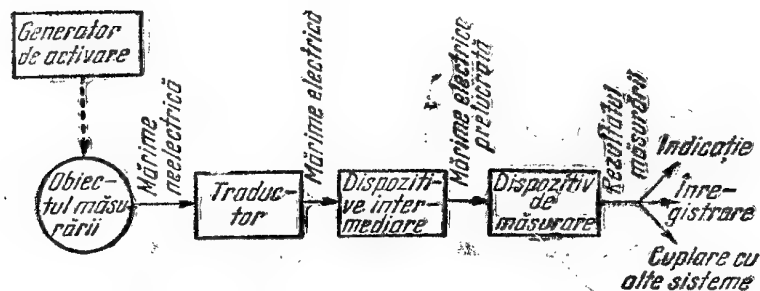 Generator
de activare
Obiec-
tul măsu-
rării
Mărime
neelectrică
Traduc-
tor
Mărime electrică
Dispoziti-
ve inter-
mediare
Mărime electrică
prelucrată
Dispozitiv
de
măsurare
Rezultatul
măsurării
Indicație
Înre-
gistrare
Cuplare cu
alte sisteme